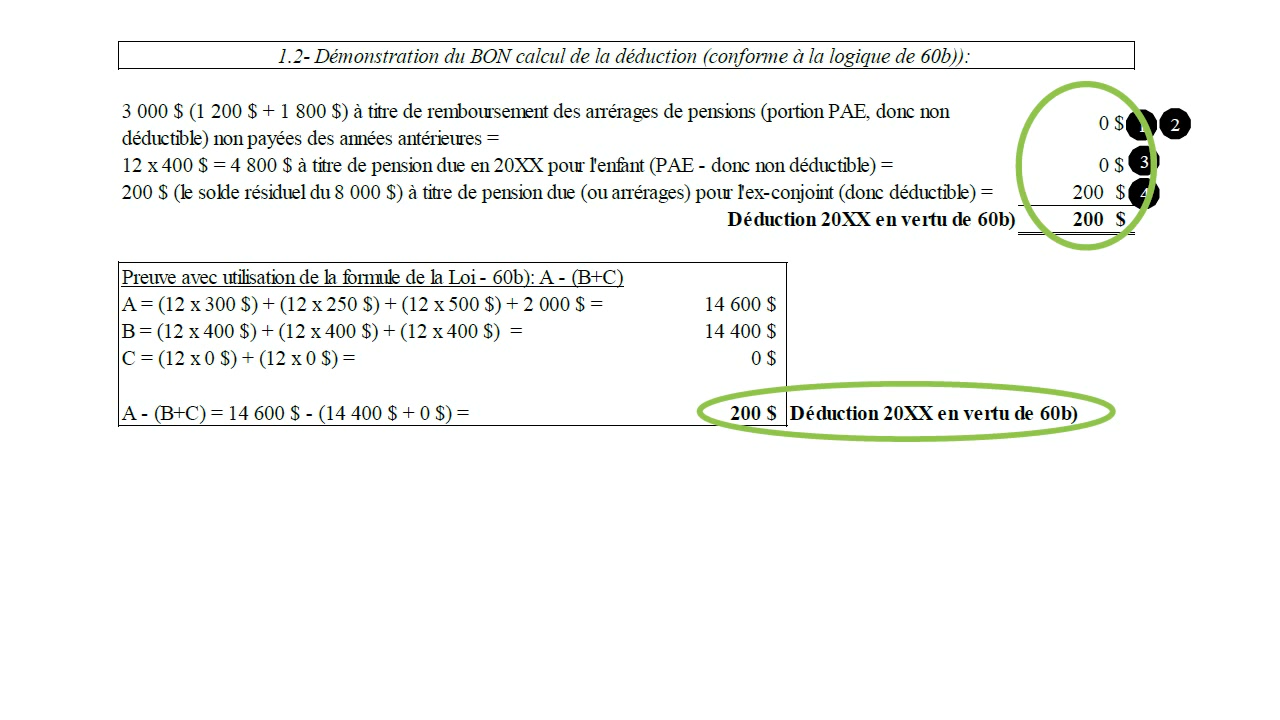 1.2- Démonstration du BON calcul de la déduction (conforme à la logique de 60b)):
3 000 $ (1 200 $ + 1 800 $) à titre de remboursement des arrérages de pensions (portion PAE, donc non
déductible) non payées des années antérieures = 0 $ 1 2
12 x 400 $ = 4 800 $ à titre de pension due en 20XX pour l'enfant (PAE - donc non déductible) = 0 $ 3
200 $ (le solde résiduel du 8 000 $) à titre de pension due (ou arrérages) pour l'ex-conjoint (donc déductible) = 200 $ 4
Déduction 20XX en vertu de 60b) 200 $
Preuve avec utilisation de la formule de la Loi - 60b): A - (B+C)
A = (12 x 300 $) + (12 x 250 $) + (12 x 500 $) + 2 000 $ = 14 600 $
B = (12 x 400 $) + (12 x 400 $) + (12 x 400 $) = 14 400 $
C = (12 x 0 $) + (12 x 0 $) = 0 $
A - (B+C) = 14 600 $ - (14 400 $ + 0 $) = 200 $ Déduction 20XX en vertu de 60b)